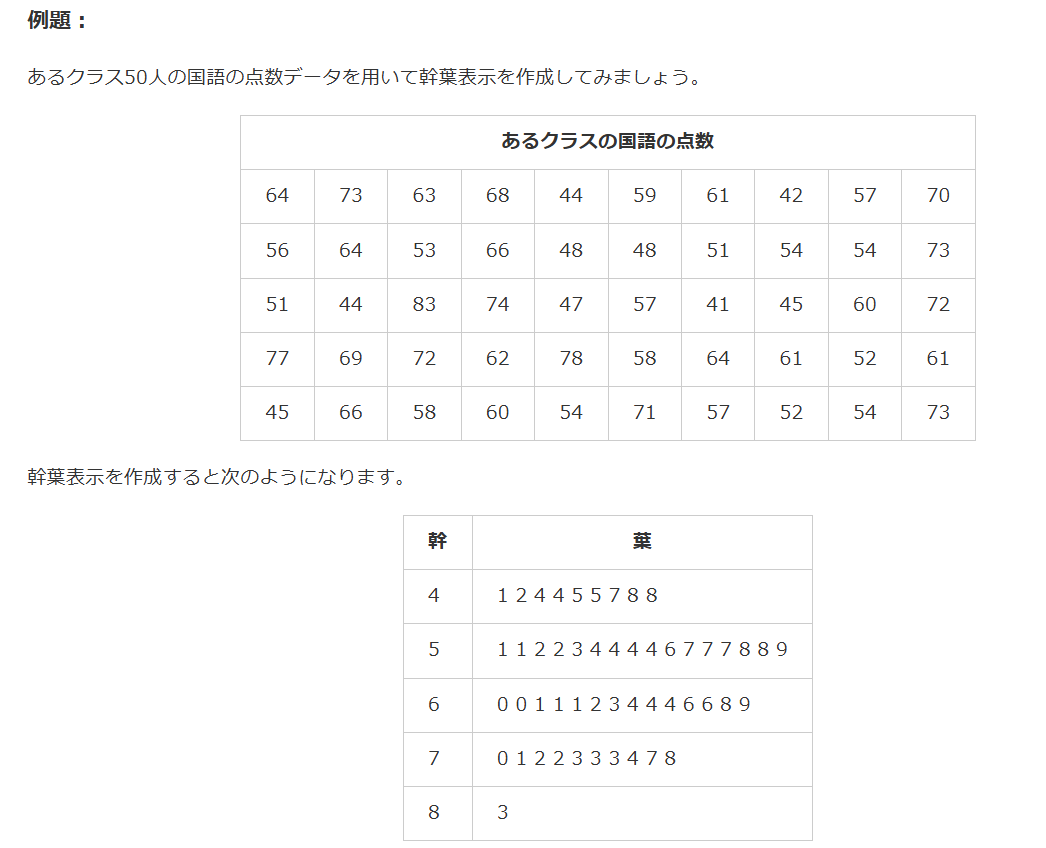 例題：
あるクラス50人の国語の点数データを用いて幹葉表示を作成してみましょう。
あるクラスの国語の点数
64 73 63 68 44 59 61 42 57 70
56 64 53 66 48 48 51 54 54 73
51 44 83 74 47 57 41 45 60 72
77 69 72 62 78 58 64 61 52 61
45 66 58 60 54 71 57 52 54 73
幹葉表示を作成すると次のようになります。
幹 葉
4 1 2 4 4 5 5 7 8 8
5 1 1 2 2 3 4 4 4 4 6 7 7 7 8 8 9
6 0 0 1 1 1 2 3 4 4 4 6 6 8 9
7 0 1 2 2 3 3 3 4 7 8
8 3